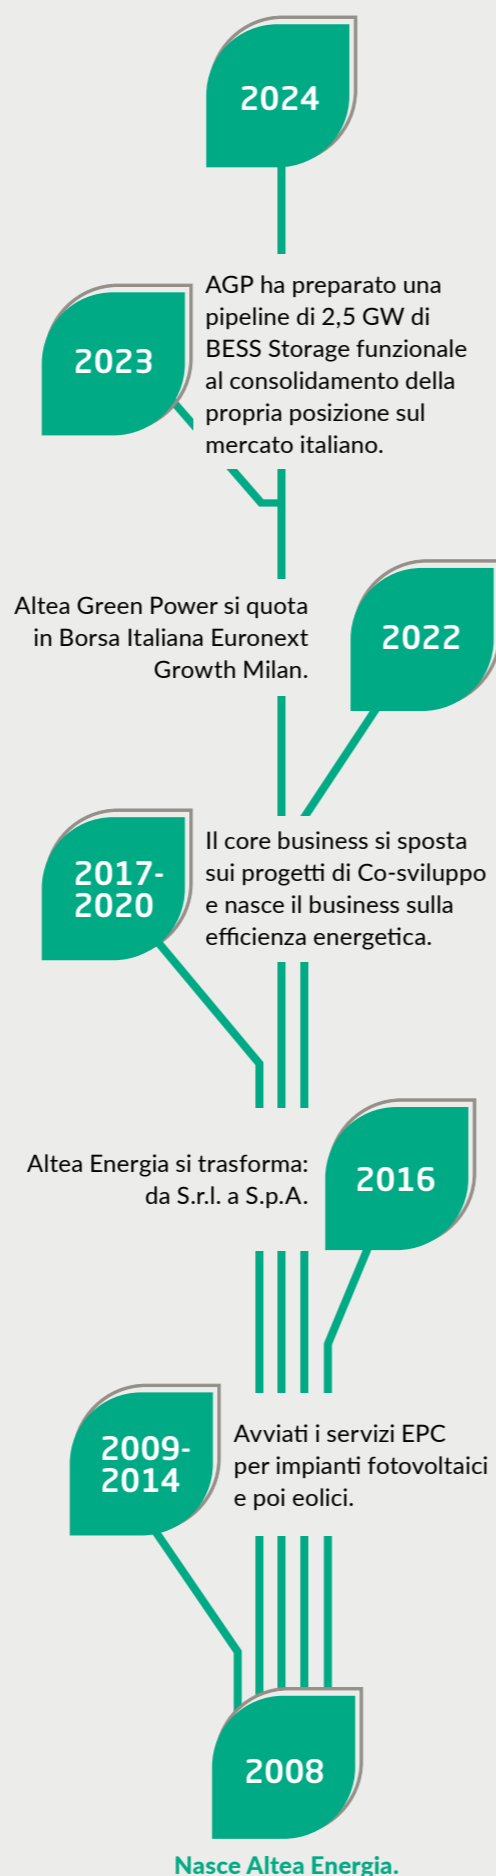 2024
2023
AGP ha preparato una
pipeline di 2,5 GW di
BESS Storage funzionale
al consolidamento della
propria posizione sul
mercato italiano.
Altea Green Power si quota
in Borsa Italiana Euronext
Growth Milan.
2022
2017-
2020
Il core business si sposta
sui progetti di Co-sviluppo
e nasce il business sulla
efficienza energetica.
Altea Energia si trasforma:
da S.r.l. a S.p.A.
2016
2009-
2014
Avviati i servizi EPC
per impianti fotovoltaici
e poi eolici.
2008
Nasce Altea Energia.